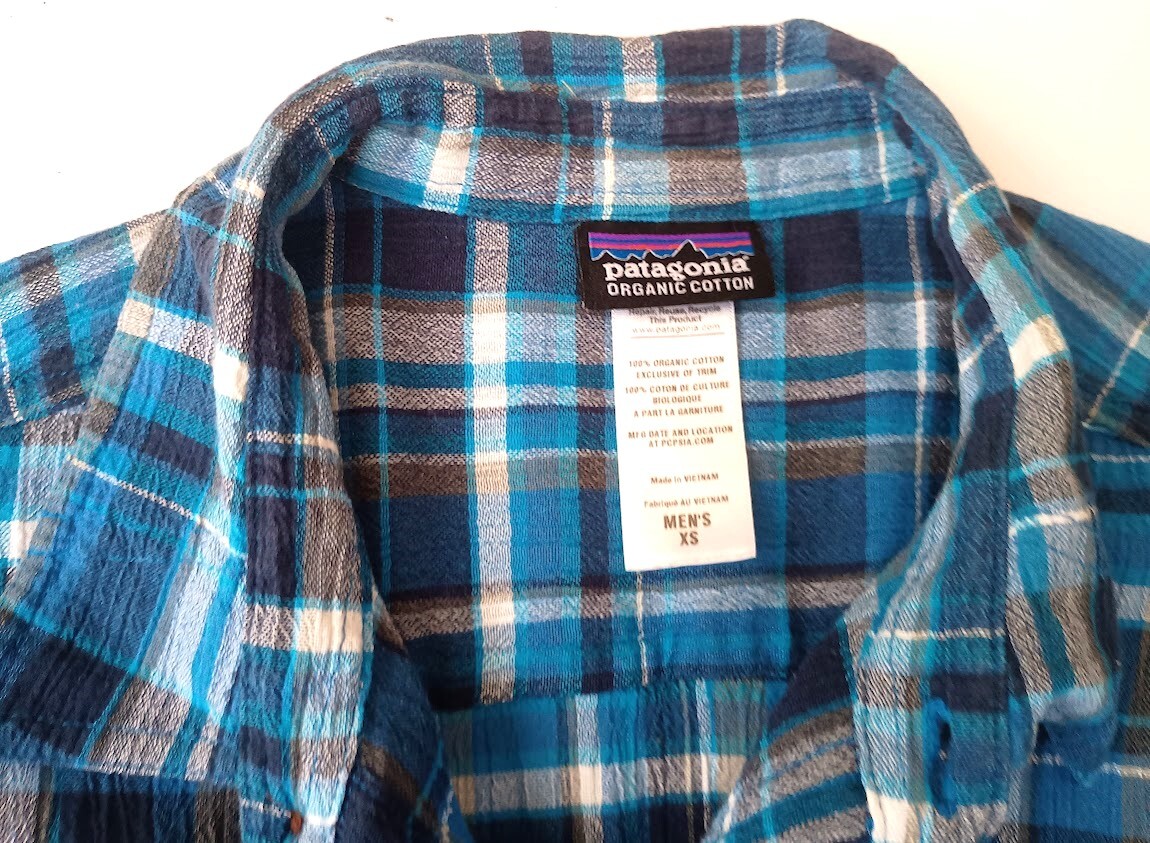 patagonia
ORGANIC COTTON
Repair, Reuse, Recycle
This Product
www.patagonia.com
100% ORGANIC COTTON
EXCLUSIVE OF TRIM
100% COTON DE CULTURE
BIOLOGIQUE
A PART LA GARNITURE
MFG DATE AND LOCATION
AT PCPSIA.COM
Made in VIETNAM
Fabriqué AU VIETNAM
MEN'S
XS